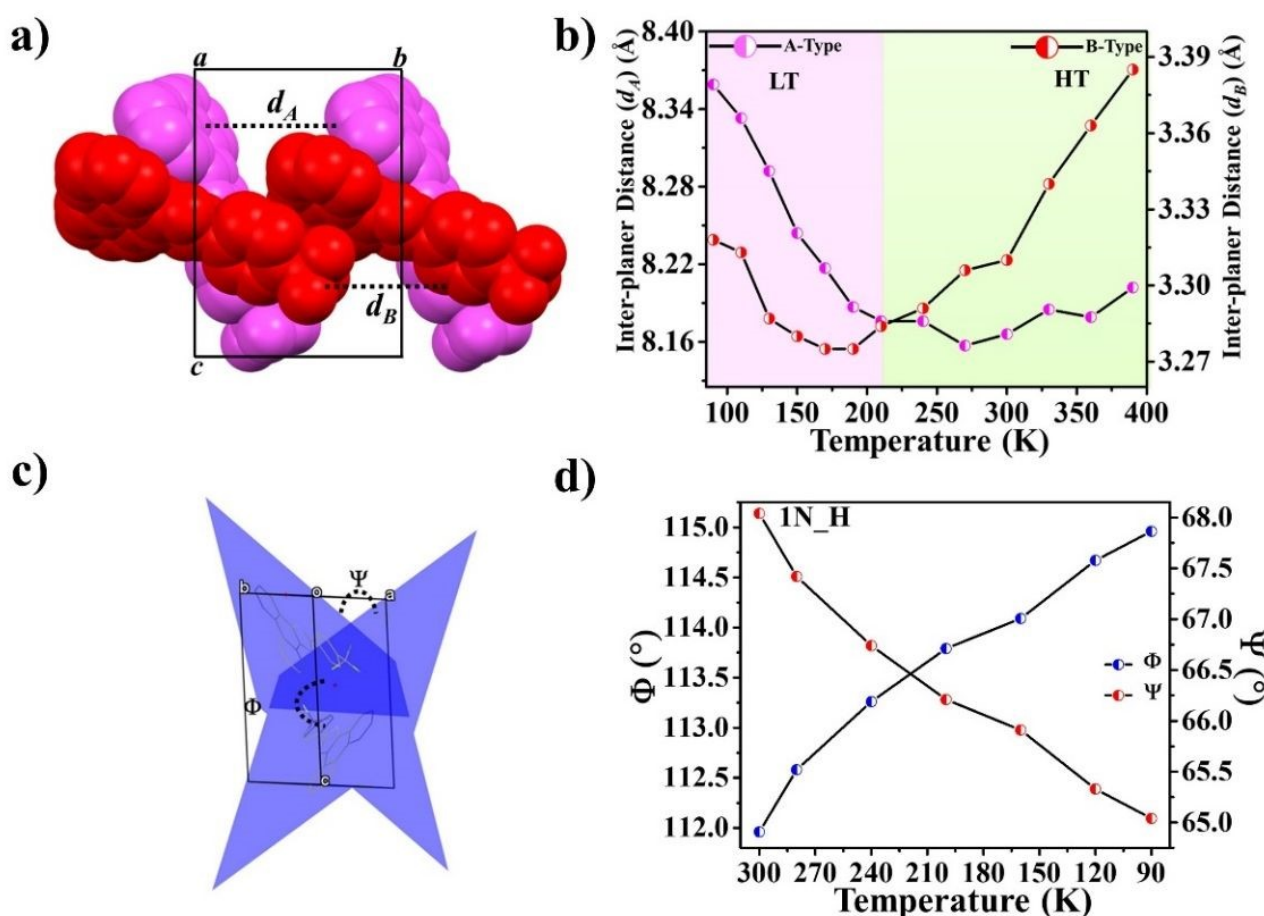 a)
a
b
d_A
d_B
c
b)
A-Type
B-Type
LT
HT
Inter-planer Distance (d_A) (Å)
8.40
8.34
8.28
8.22
8.16
Inter-planer Distance (d_B) (Å)
3.39
3.36
3.33
3.30
3.27
100 150 200 250 300 350 400
Temperature (K)
c)
Ψ
b
o
a
Φ
c
d)
1N_H
Φ (°)
115.0
114.5
114.0
113.5
113.0
112.5
112.0
Φ
Ψ
Ψ (°)
68.0
67.5
67.0
66.5
66.0
65.5
65.0
300 270 240 210 180 150 120 90
Temperature (K)